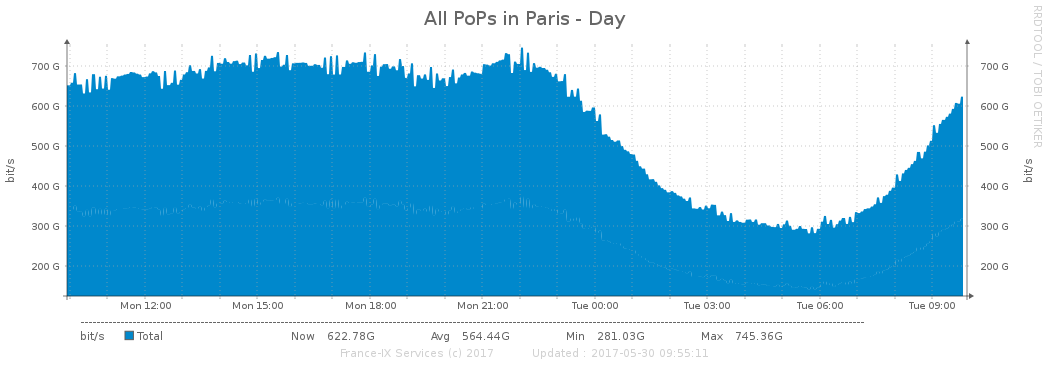 All PoPs in Paris - Day
RRDTOOL / TOBI OETIKER
bit/s
700 G 700 G
600 G 600 G
500 G 500 G
400 G 400 G
300 G 300 G
200 G 200 G
bit/s
Mon 12:00 Mon 15:00 Mon 18:00 Mon 21:00 Tue 00:00 Tue 03:00 Tue 06:00 Tue 09:00
bit/s Total Now 622.78G Avg 564.44G Min 281.03G Max 745.36G
France-IX Services (c) 2017 Updated : 2017-05-30 09:55:11